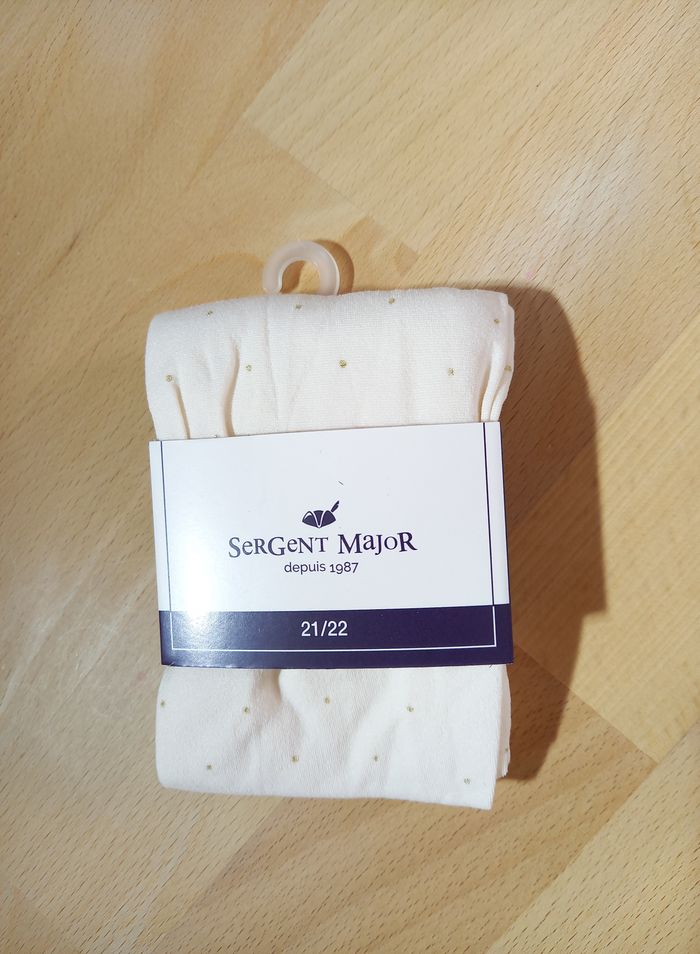 SeRGeNT MaJoR
depuis 1987
21/22